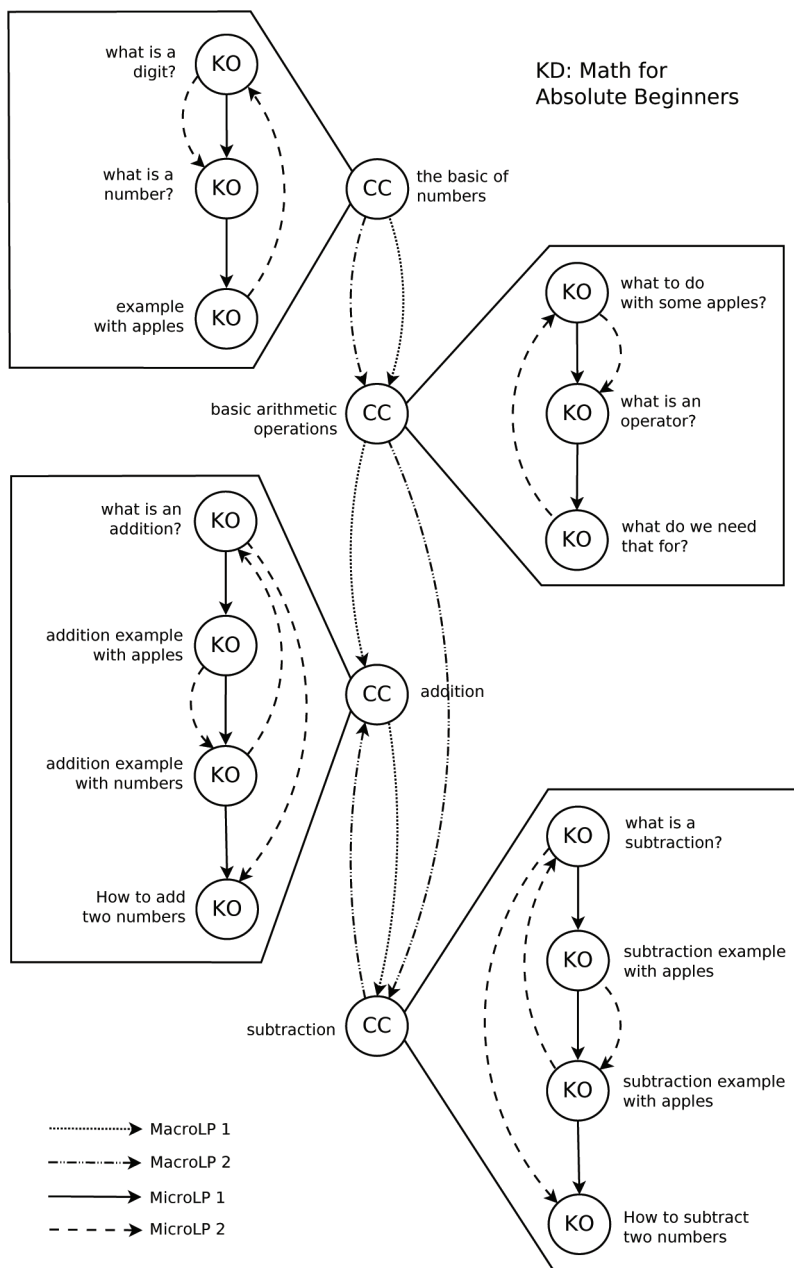 KD: Math for
Absolute Beginners
what is a
digit?
KO
what is a
number?
KO
example
with apples
KO
CC
the basic of
numbers
KO
what to do
with some apples?
KO
what is an
operator?
KO
what do we need
that for?
basic arithmetic
operations
CC
what is an
addition?
KO
addition example
with apples
KO
addition example
with numbers
KO
How to add
two numbers
KO
CC
addition
KO
what is a
subtraction?
KO
subtraction example
with apples
KO
subtraction example
with apples
KO
How to subtract
two numbers
subtraction
CC
MacroLP 1
MacroLP 2
MicroLP 1
MicroLP 2